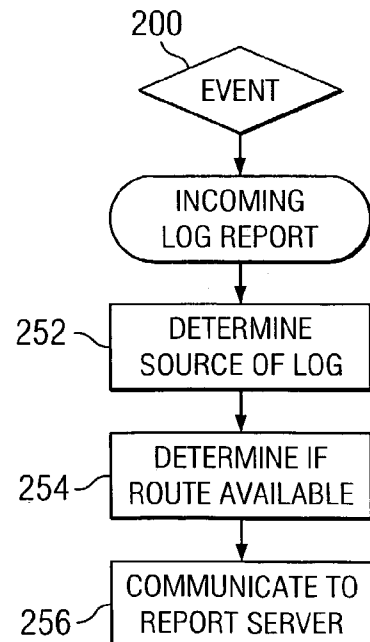 200
EVENT
INCOMING
LOG REPORT
252
DETERMINE
SOURCE OF LOG
254
DETERMINE IF
ROUTE AVAILABLE
256
COMMUNICATE TO
REPORT SERVER